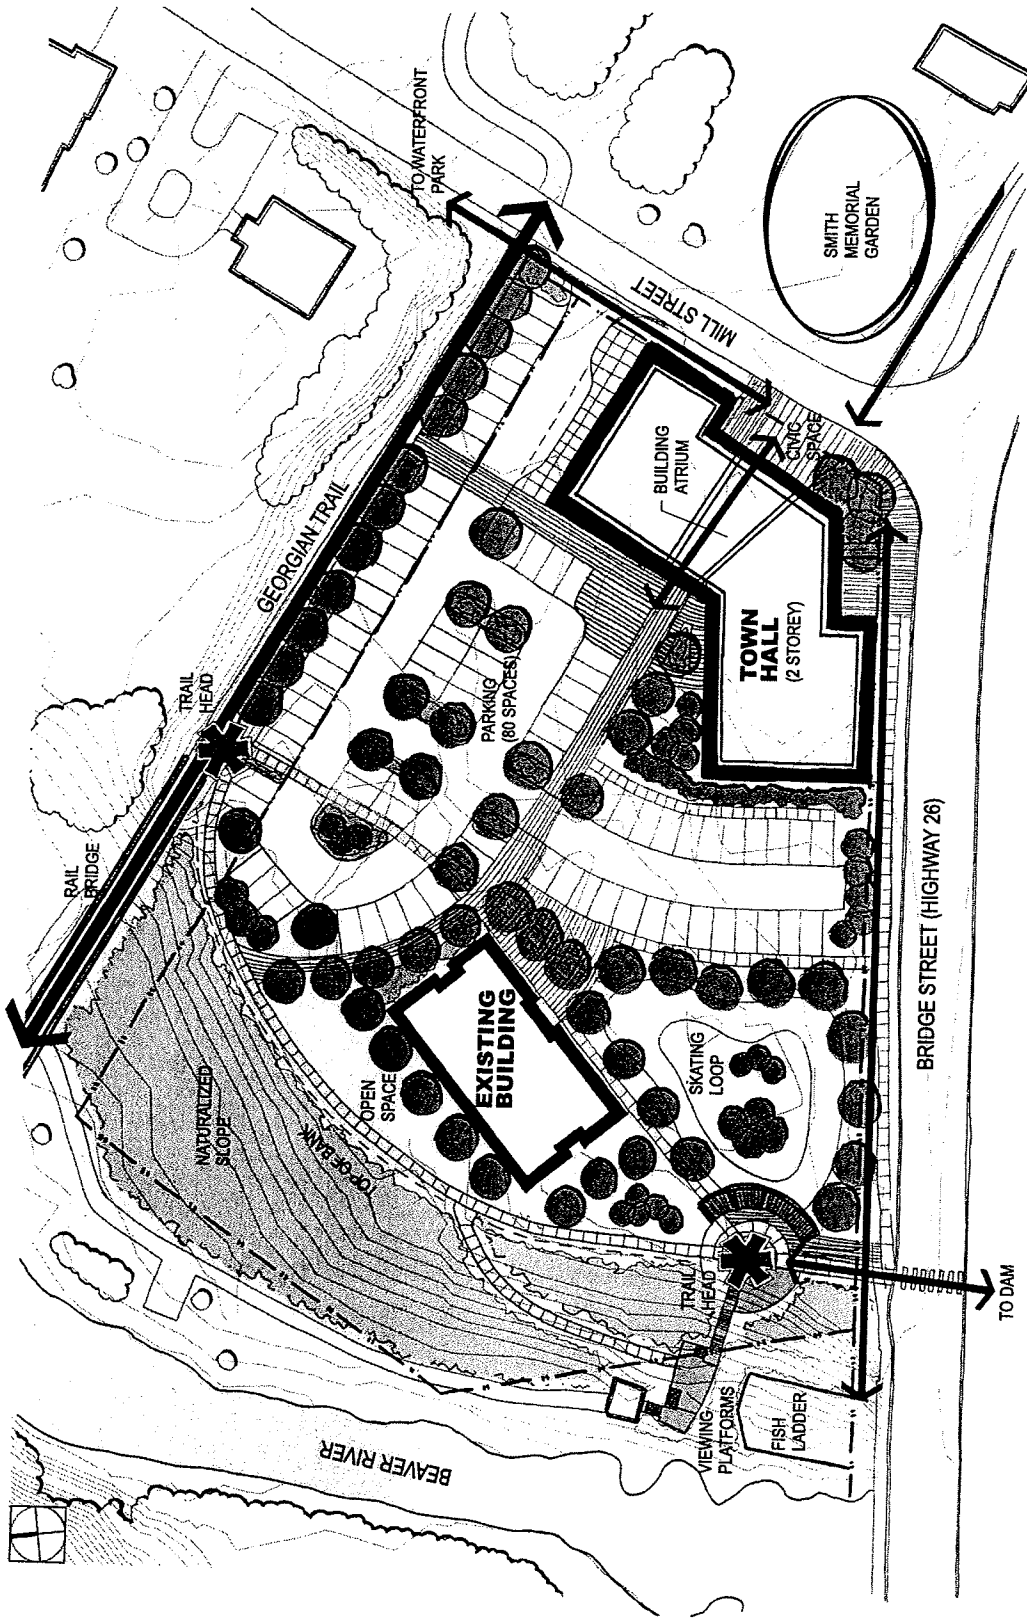 TO WATERFRONT
PARK
SMITH
MEMORIAL
GARDEN
MILL STREET
CIVIC
SPACE
BUILDING
ATRIUM
GEORGIAN TRAIL
TOWN
HALL
(2 STOREY)
PARKING
(80 SPACES)
TRAIL
HEAD
RAIL
BRIDGE
BRIDGE STREET (HIGHWAY 26)
EXISTING
BUILDING
SKATING
LOOP
OPEN
SPACE
NATURALIZED
SLOPE
TOP OF BANK
TRAIL
HEAD
TO DAM
VIEWING
PLATFORMS
FISH
LADDER
BEAVER RIVER